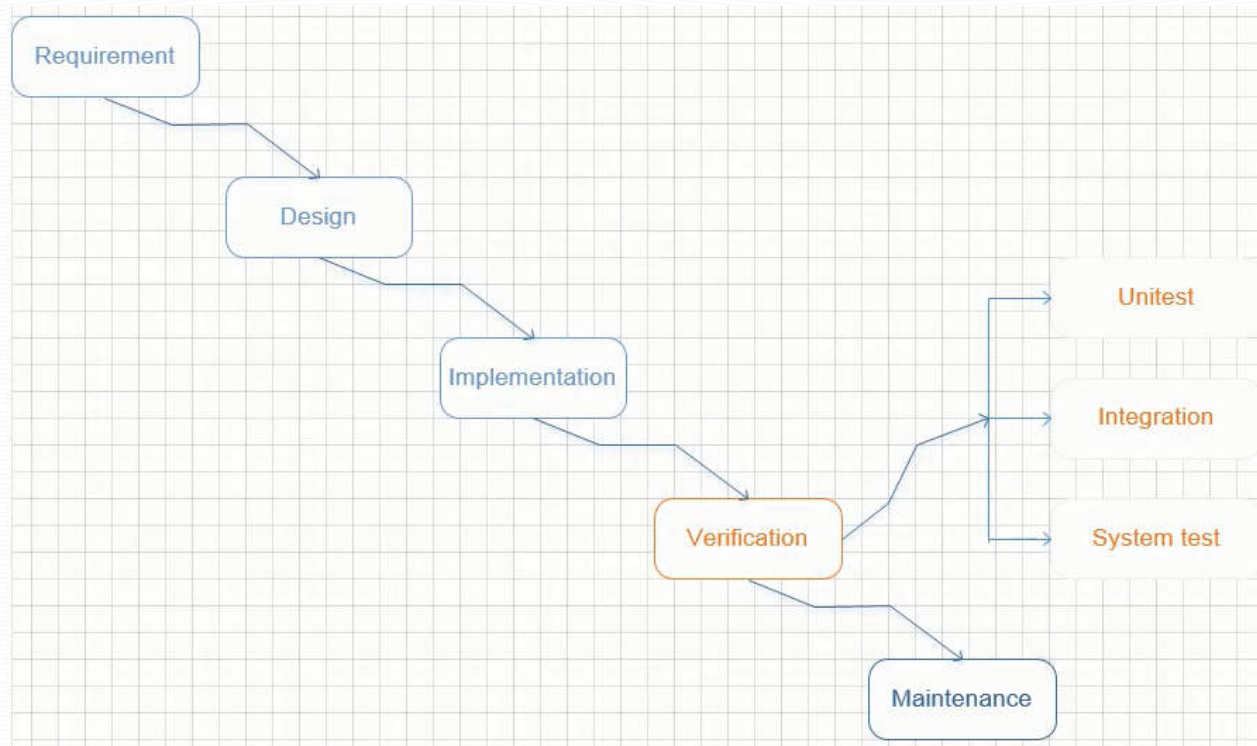 Requirement
Design
Implementation
Verification
Maintenance
Unitest
Integration
System test